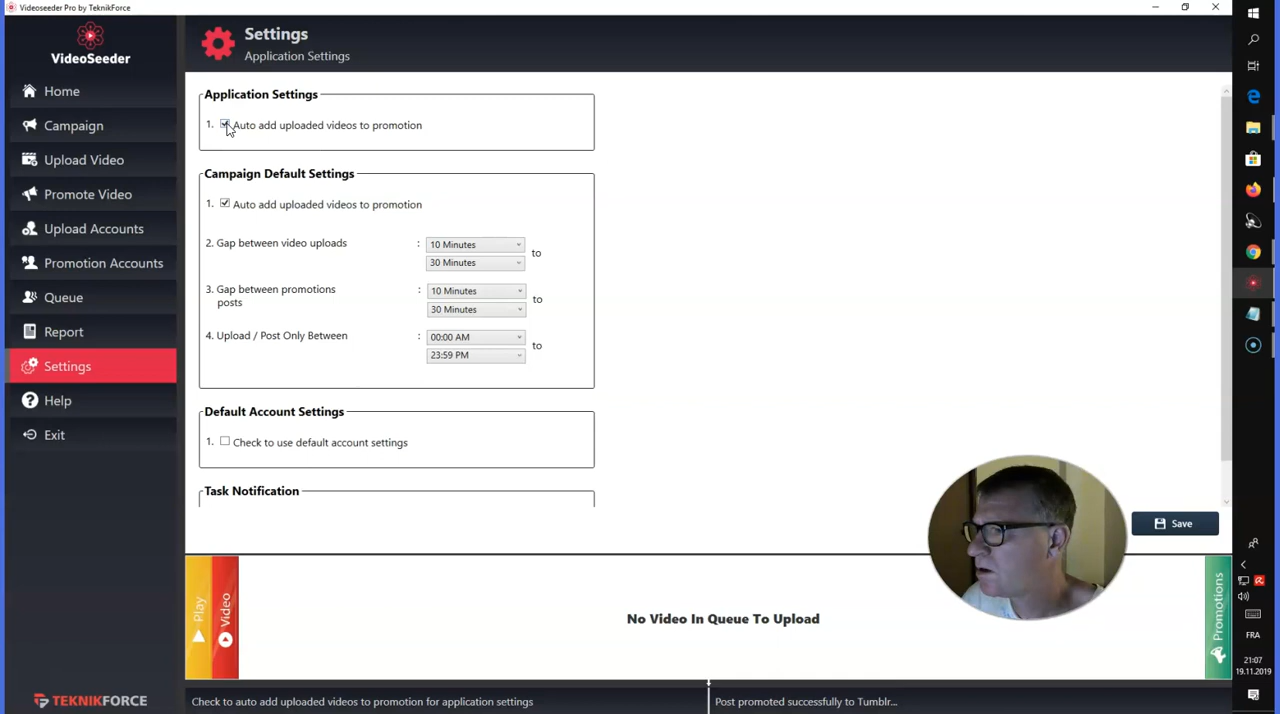 Videoseeder Pro by TeknikForce
VideoSeeder
Home
Campaign
Upload Video
Promote Video
Upload Accounts
Promotion Accounts
Queue
Report
Settings
Help
Exit
TEKNIKFORCE
Settings
Application Settings
Application Settings
1. Auto add uploaded videos to promotion
Campaign Default Settings
1. Auto add uploaded videos to promotion
2. Gap between video uploads : 10 Minutes to
30 Minutes
3. Gap between promotions posts : 10 Minutes to
30 Minutes
4. Upload / Post Only Between : 00:00 AM to
23:59 PM
Default Account Settings
1. Check to use default account settings
Task Notification
Save
Play
Video
No Video In Queue To Upload
Promotions
Check to auto add uploaded videos to promotion for application settings
Post promoted successfully to Tumblr...
FRA
21:07
19.11.2019